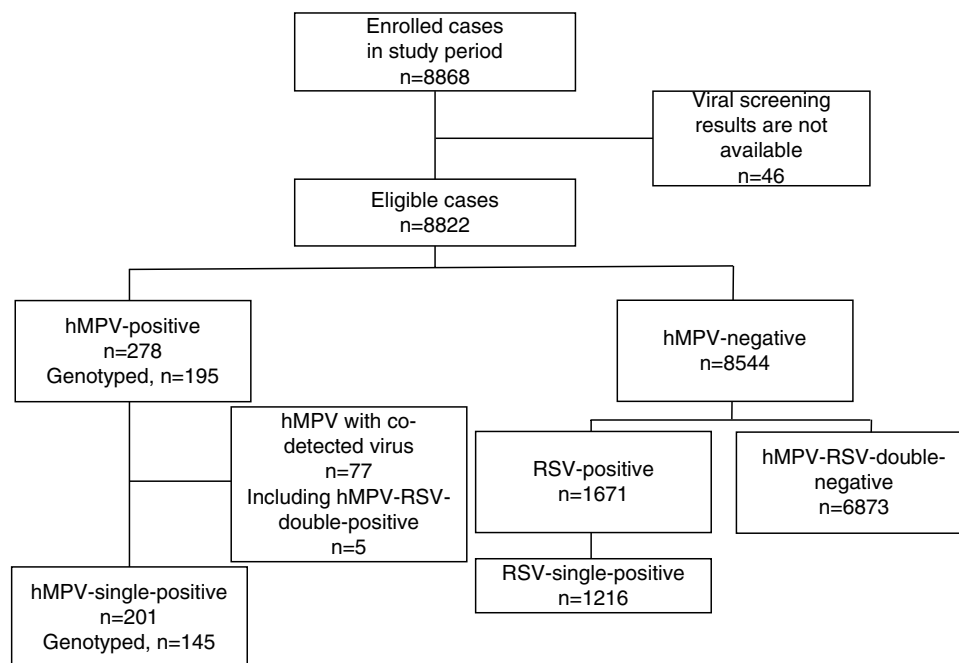 Enrolled cases
in study period
n=8868
Viral screening
results are not
available
n=46
Eligible cases
n=8822
hMPV-positive
n=278
Genotyped, n=195
hMPV-negative
n=8544
hMPV with co-
detected virus
n=77
Including hMPV-RSV-
double-positive
n=5
RSV-positive
n=1671
hMPV-RSV-double-
negative
n=6873
hMPV-single-positive
n=201
Genotyped, n=145
RSV-single-positive
n=1216